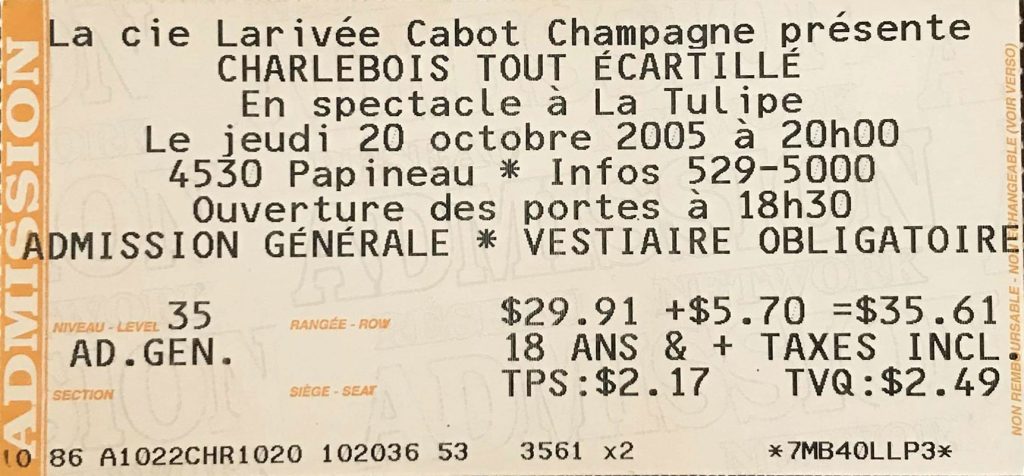 La cie Larivée Cabot Champagne présente
CHARLEBOIS TOUT ÉCARTILLÉ
En spectacle à La Tulipe
Le jeudi 20 octobre 2005 à 20h00
4530 Papineau * Infos 529-5000
Ouverture des portes à 18h30
ADMISSION GÉNÉRALE * VESTIAIRE OBLIGATOIRE
NIVEAU - LEVEL 35 RANGÉE - ROW $29.91 +$5.70 =$35.61
AD.GEN. 18 ANS & + TAXES INCL.
SECTION SIÈGE - SEAT TPS:$2.17 TVQ:$2.49
10 86 A1022CHR1020 102036 53 3561 x2 *7MB40LLP3*
ADMISSION
NON REMBOURSABLE - NOT EXCHANGEABLE (VOIR VERSO)